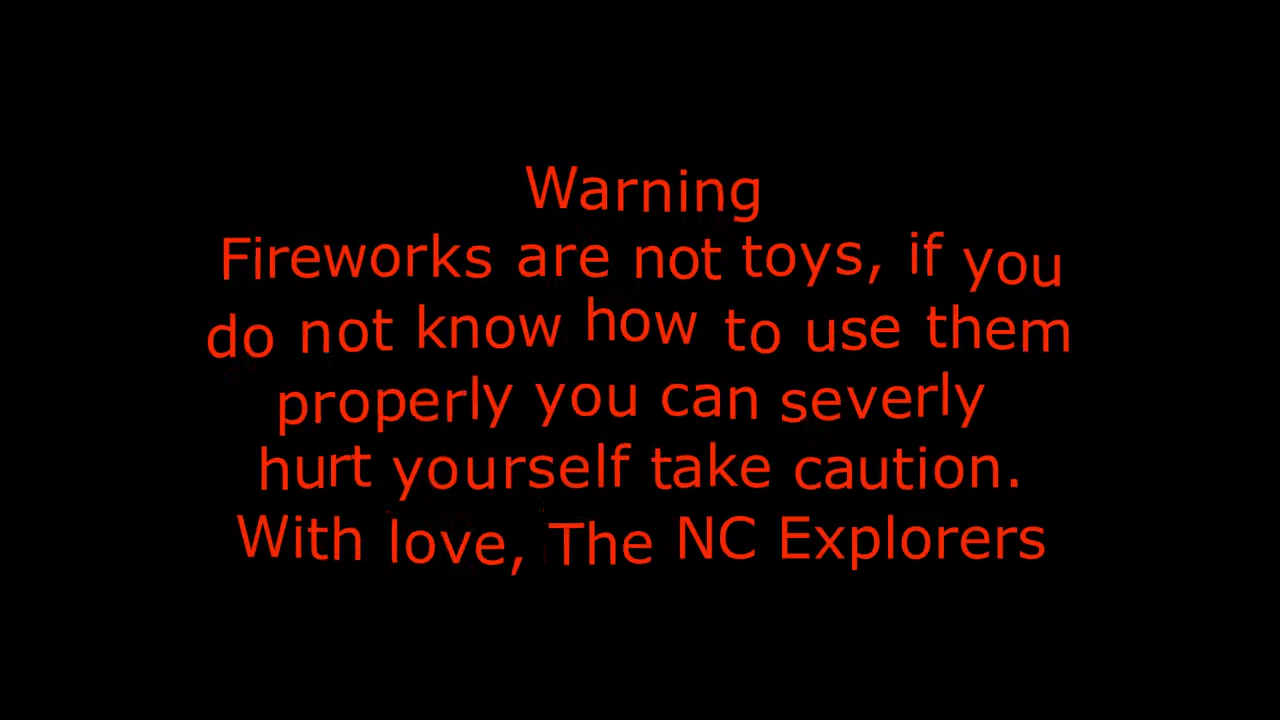 Warning
Fireworks are not toys, if you
do not know how to use them
properly you can severly
hurt yourself take caution.
With love, The NC Explorers